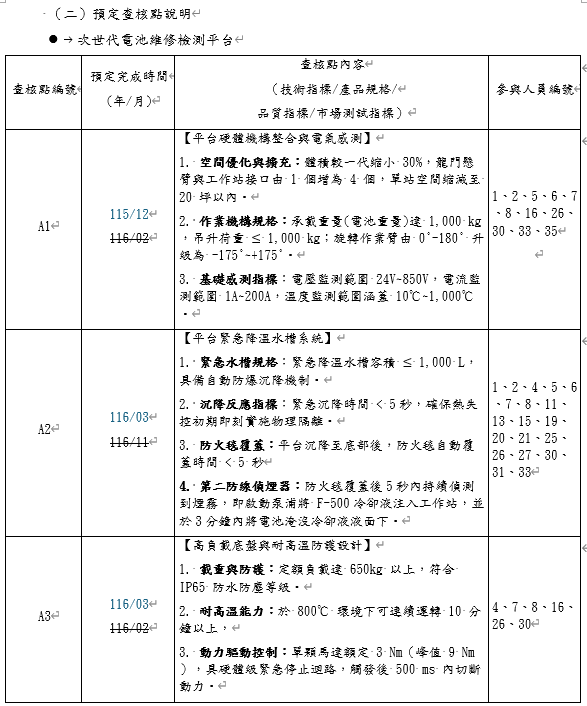 （二）預定查核點說明
次世代電池維修檢測平台
查核點編號
預定完成時間
（年/月）
查核點內容
（技術指標/產品規格/
品質指標/市場測試指標）
參與人員編號
A1
115/12
116/02
【平台硬體機構整合與電氣感測】
1. 空間優化與擴充：體積較一代縮小 30%，龍門懸
臂與工作站接口由 1 個增為 4 個，單站空間縮減至
20 坪以內。
2. 作業機構規格：承載重量(電池重量)達 1,000 kg
，吊升荷重 ≤ 1,000 kg；旋轉作業臂由 0˚-180˚ 升
級為 -175˚~+175˚。
3. 基礎感測指標：電壓監測範圍 24V~850V，電流監
測範圍 1A~200A，溫度監測範圍涵蓋 10℃~1,000℃
。
1、2、5、6、7
、8、16、26、
30、33、35
A2
116/03
116/11
【平台緊急降溫水槽系統】
1. 緊急水槽規格：緊急降溫水槽容積 ≤ 1,000 L，
具備自動防爆沉降機制。
2. 沉降反應指標：緊急沉降時間 < 5 秒，確保熱失
控初期即刻實施物理隔離。
3. 防火毯覆蓋：平台沉降至底部後，防火毯自動覆
蓋時間 < 5 秒
4. 第二防線偵煙器：防火毯覆蓋後 5 秒內持續偵測
到煙霧，即啟動泵浦將 F-500 冷卻液注入工作站，並
於 3 分鐘內將電池淹沒冷卻液液面下。
1、2、4、5、6
、7、8、11、
13、15、19、
20、21、25、
26、27、30、
31、33
A3
116/03
116/02
【高負載底盤與耐高溫防護設計】
1. 載重與防護：定額負載達 650kg 以上，符合
IP65 防水防塵等級。
2. 耐高溫能力：於 800℃ 環境下可連續運轉 10 分
鐘以上，
3. 動力驅動控制：單顆馬達額定 3 Nm（峰值 9 Nm
），具硬體級緊急停止迴路，觸發後 500 ms 內切斷
動力。
4、7、8、16、
26、30